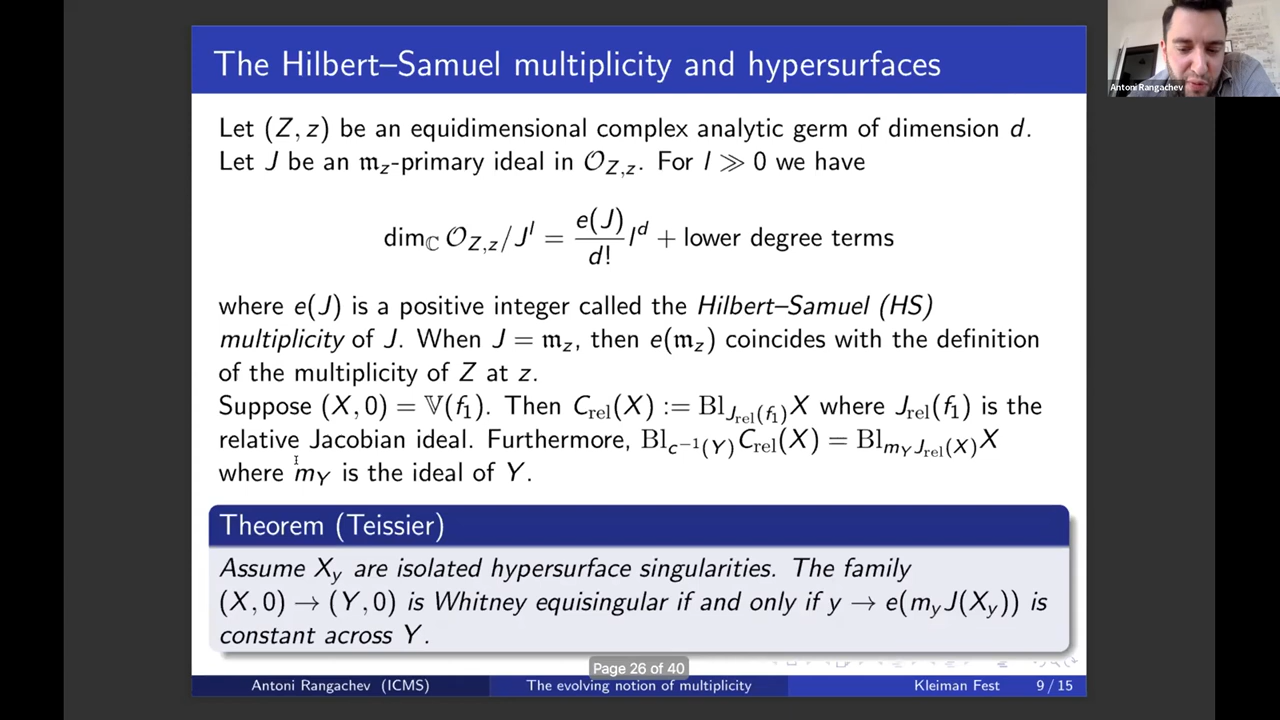 The Hilbert–Samuel multiplicity and hypersurfaces
Antoni Rangachev
Let (Z, z) be an equidimensional complex analytic germ of dimension d.
Let J be an 𝔪_z-primary ideal in 𝒪_{Z,z}. For l ≫ 0 we have
dim_ℂ 𝒪_{Z,z}/J^l = e(J)/d! l^d + lower degree terms
where e(J) is a positive integer called the Hilbert–Samuel (HS)
multiplicity of J. When J = 𝔪_z, then e(𝔪_z) coincides with the definition
of the multiplicity of Z at z.
Suppose (X, 0) = 𝕍(f_1). Then C_rel(X) := Bl_{J_rel(f_1)}X where J_rel(f_1) is the
relative Jacobian ideal. Furthermore, Bl_{c^{-1}(Y)}C_rel(X) = Bl_{m_Y J_rel(X)}X
where m_Y is the ideal of Y.
Theorem (Teissier)
Assume X_y are isolated hypersurface singularities. The family
(X, 0) → (Y, 0) is Whitney equisingular if and only if y → e(m_y J(X_y)) is
constant across Y.
Page 26 of 40
Antoni Rangachev (ICMS) The evolving notion of multiplicity Kleiman Fest 9 / 15